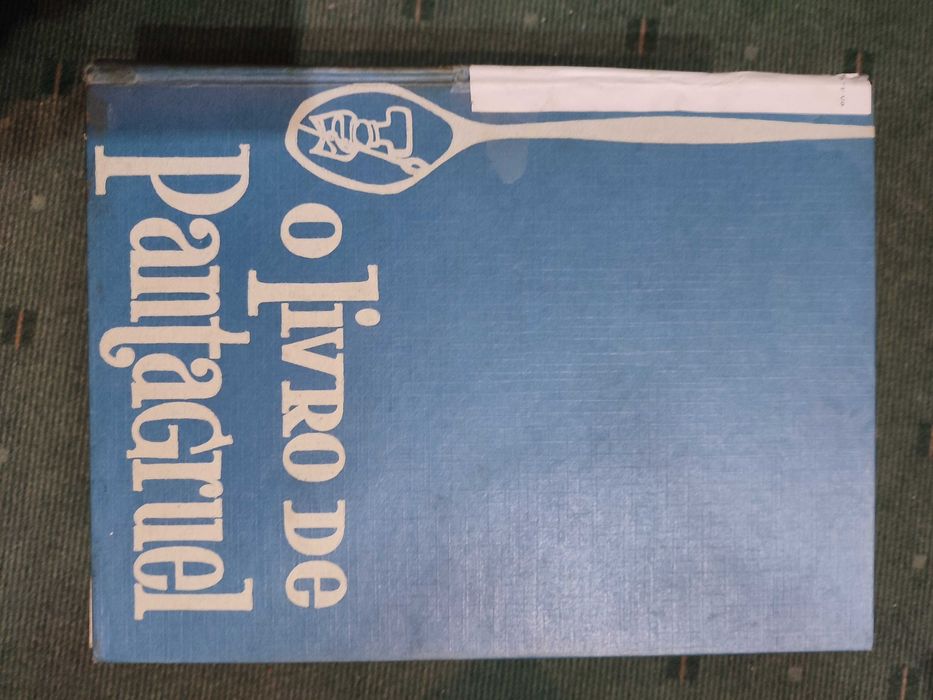 o livro de
pantagruel